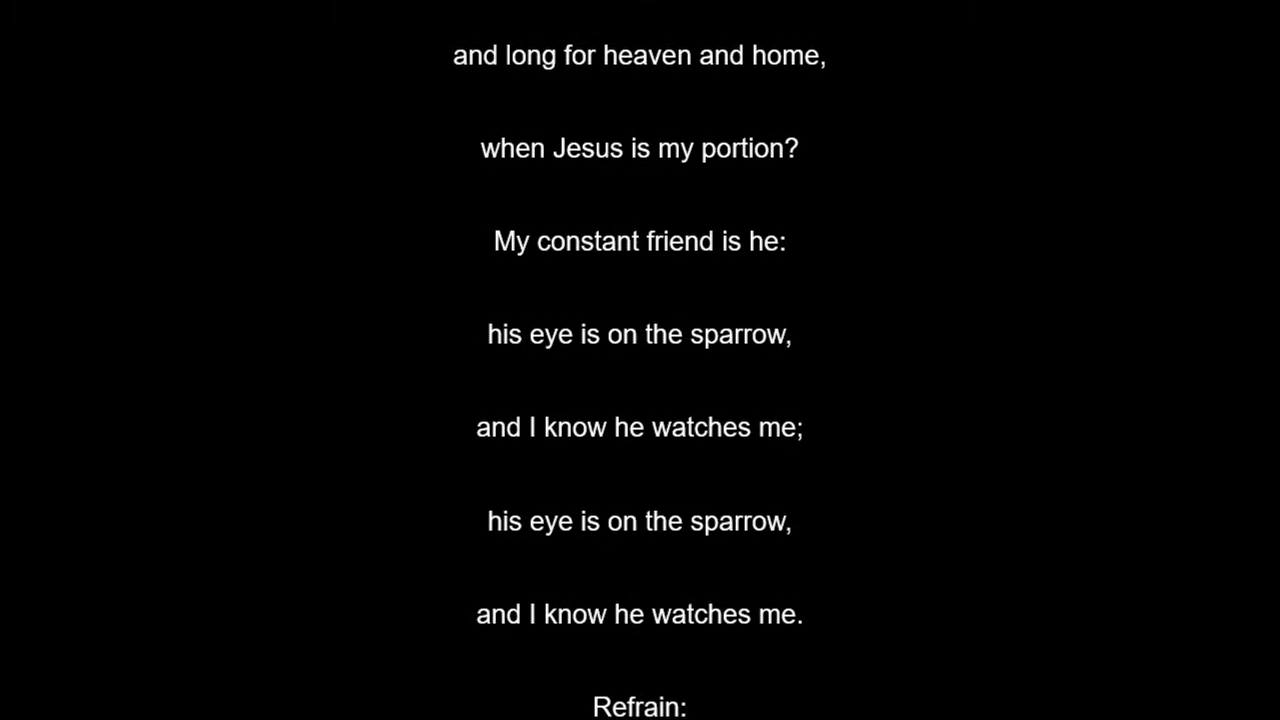 and long for heaven and home,
when Jesus is my portion?
My constant friend is he:
his eye is on the sparrow,
and I know he watches me;
his eye is on the sparrow,
and I know he watches me.
Refrain: